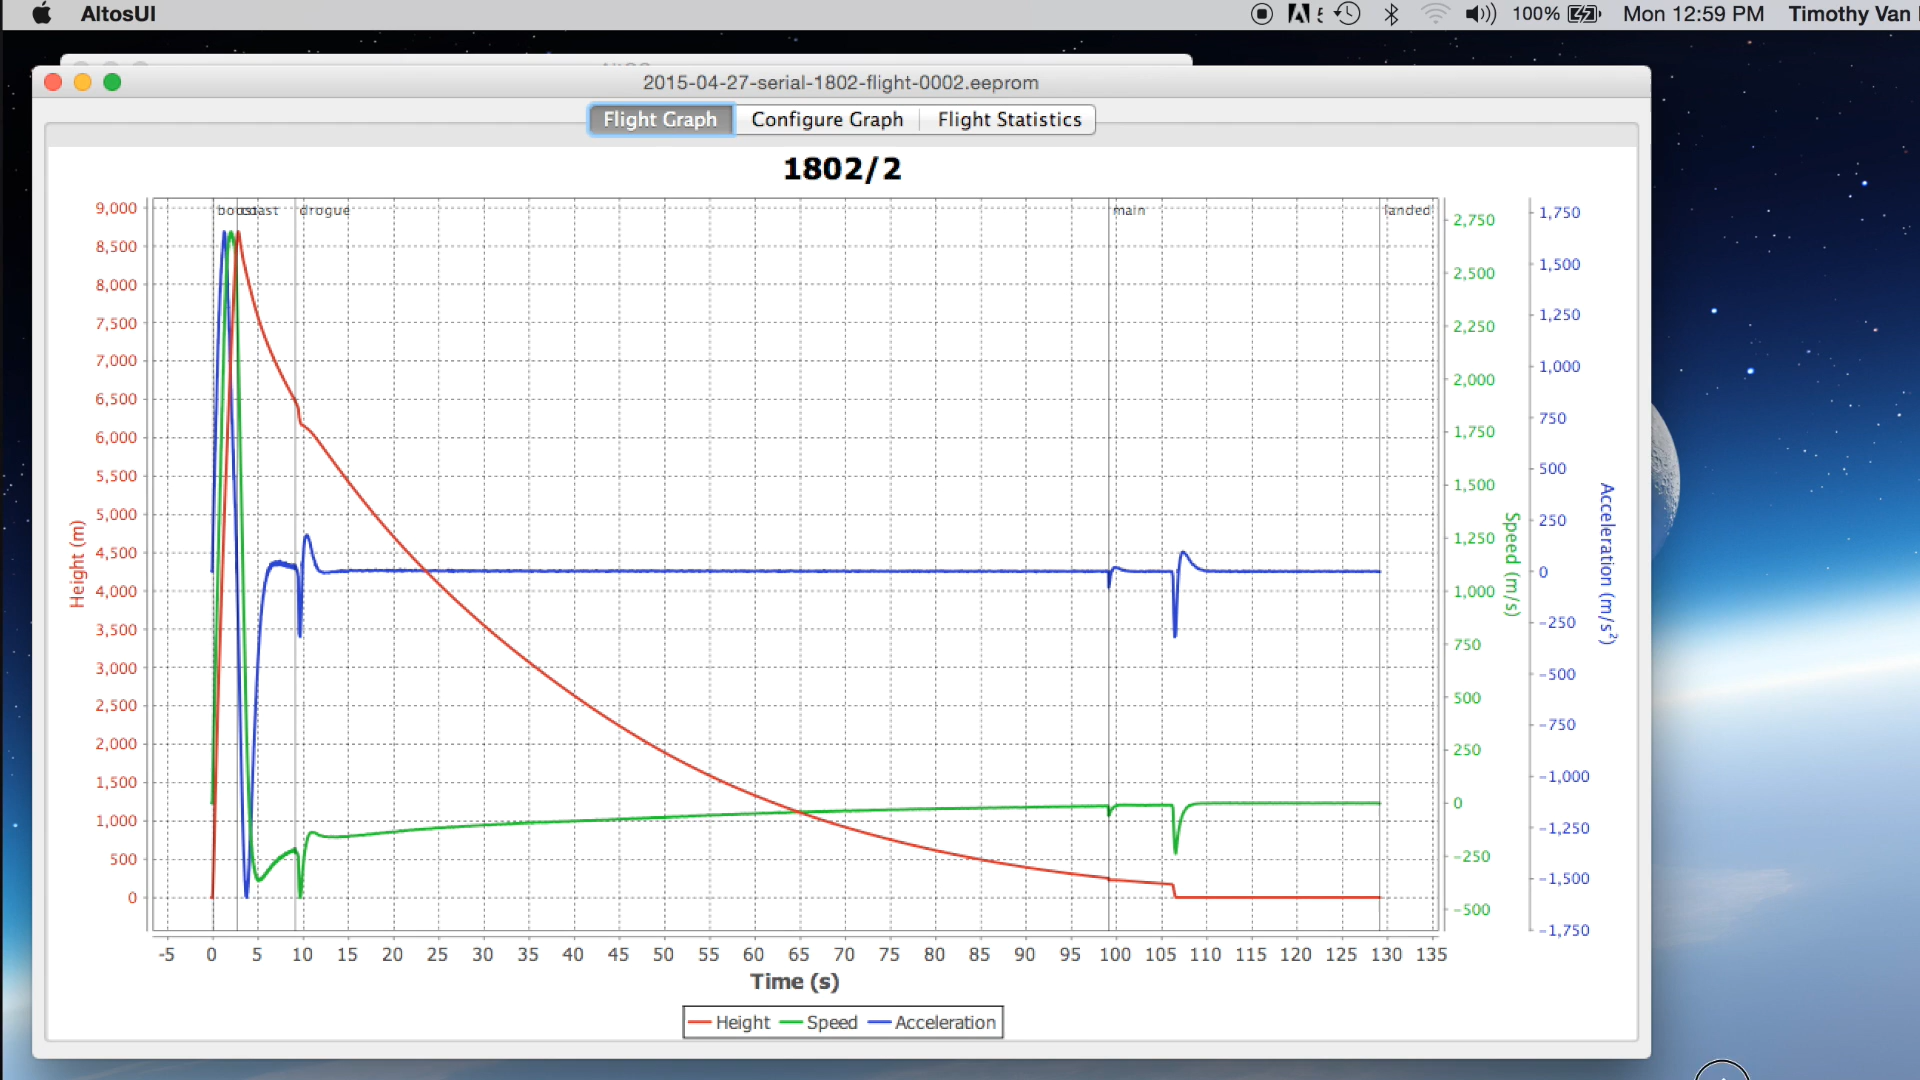 AltosUI
100%
Mon 12:59 PM
Timothy Van
2015-04-27-serial-1802-flight-0002.eeprom
Flight Graph
Configure Graph
Flight Statistics
1802/2
boost
coast
drogue
main
landed
9,000
8,500
8,000
7,500
7,000
6,500
6,000
5,500
5,000
4,500
4,000
3,500
3,000
2,500
2,000
1,500
1,000
500
0
Height (m)
2,750
2,500
2,250
2,000
1,750
1,500
1,250
1,000
750
500
250
0
-250
-500
Speed (m/s)
1,750
1,500
1,250
1,000
750
500
250
0
-250
-500
-750
-1,000
-1,250
-1,500
-1,750
Acceleration (m/s²)
-5 0 5 10 15 20 25 30 35 40 45 50 55 60 65 70 75 80 85 90 95 100 105 110 115 120 125 130 135
Time (s)
Height Speed Acceleration